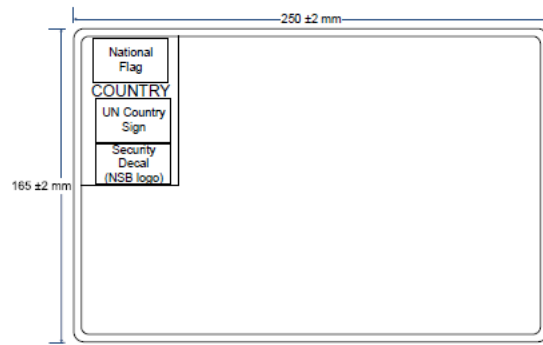 250 ±2 mm
National
Flag
COUNTRY
UN Country
Sign
Security
Decal
(NSB logo)
165 ±2 mm